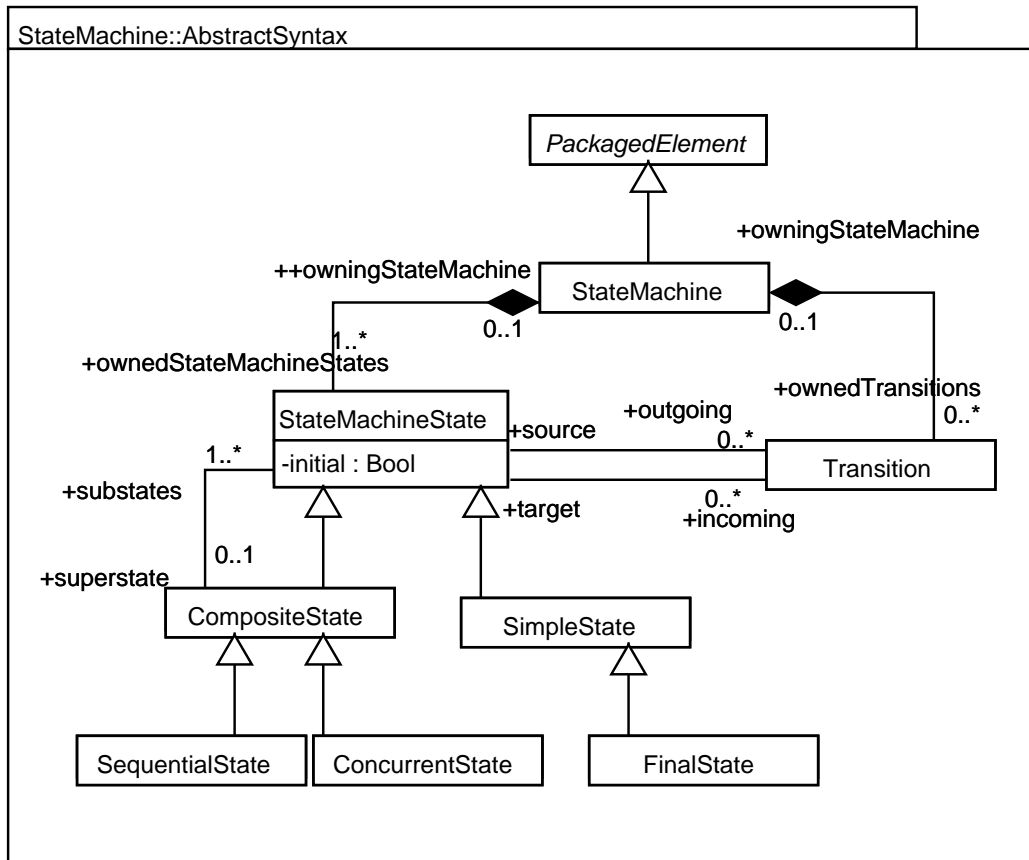 StateMachine::AbstractSyntax
PackagedElement
+owningStateMachine
++owningStateMachine
StateMachine
0..1
0..1
1..*
+ownedStateMachineStates
+ownedTransitions
0..*
StateMachineState
+source
+outgoing
0..*
1..*
-initial : Bool
Transition
+substates
+target
0..*
+incoming
0..1
+superstate
CompositeState
SimpleState
SequentialState
ConcurrentState
FinalState